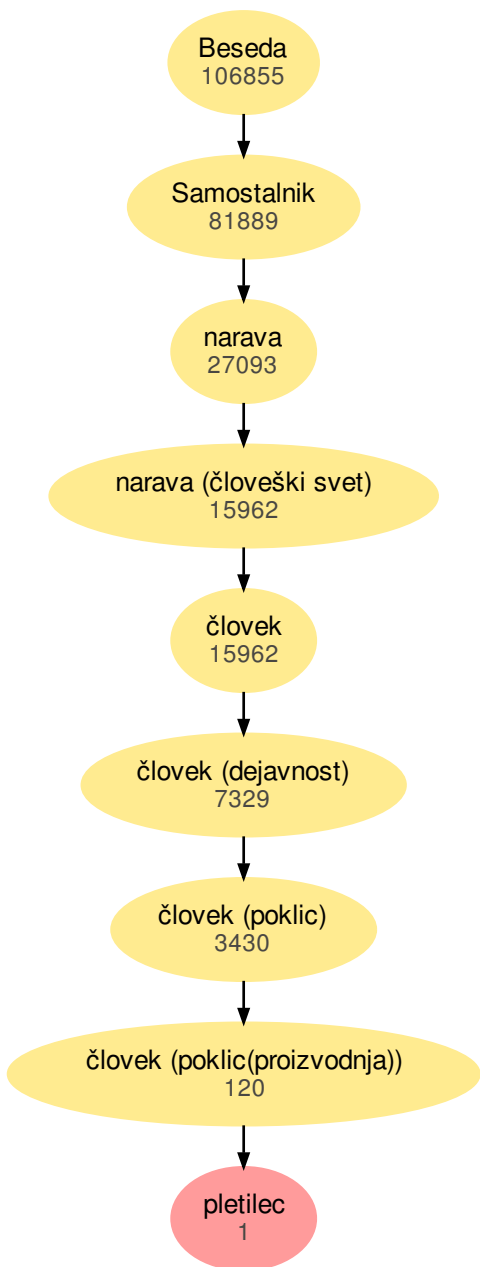 Beseda
106855
Samostalnik
81889
narava
27093
narava (človeški svet)
15962
človek
15962
človek (dejavnost)
7329
človek (poklic)
3430
človek (poklic(proizvodnja))
120
pletilec
1